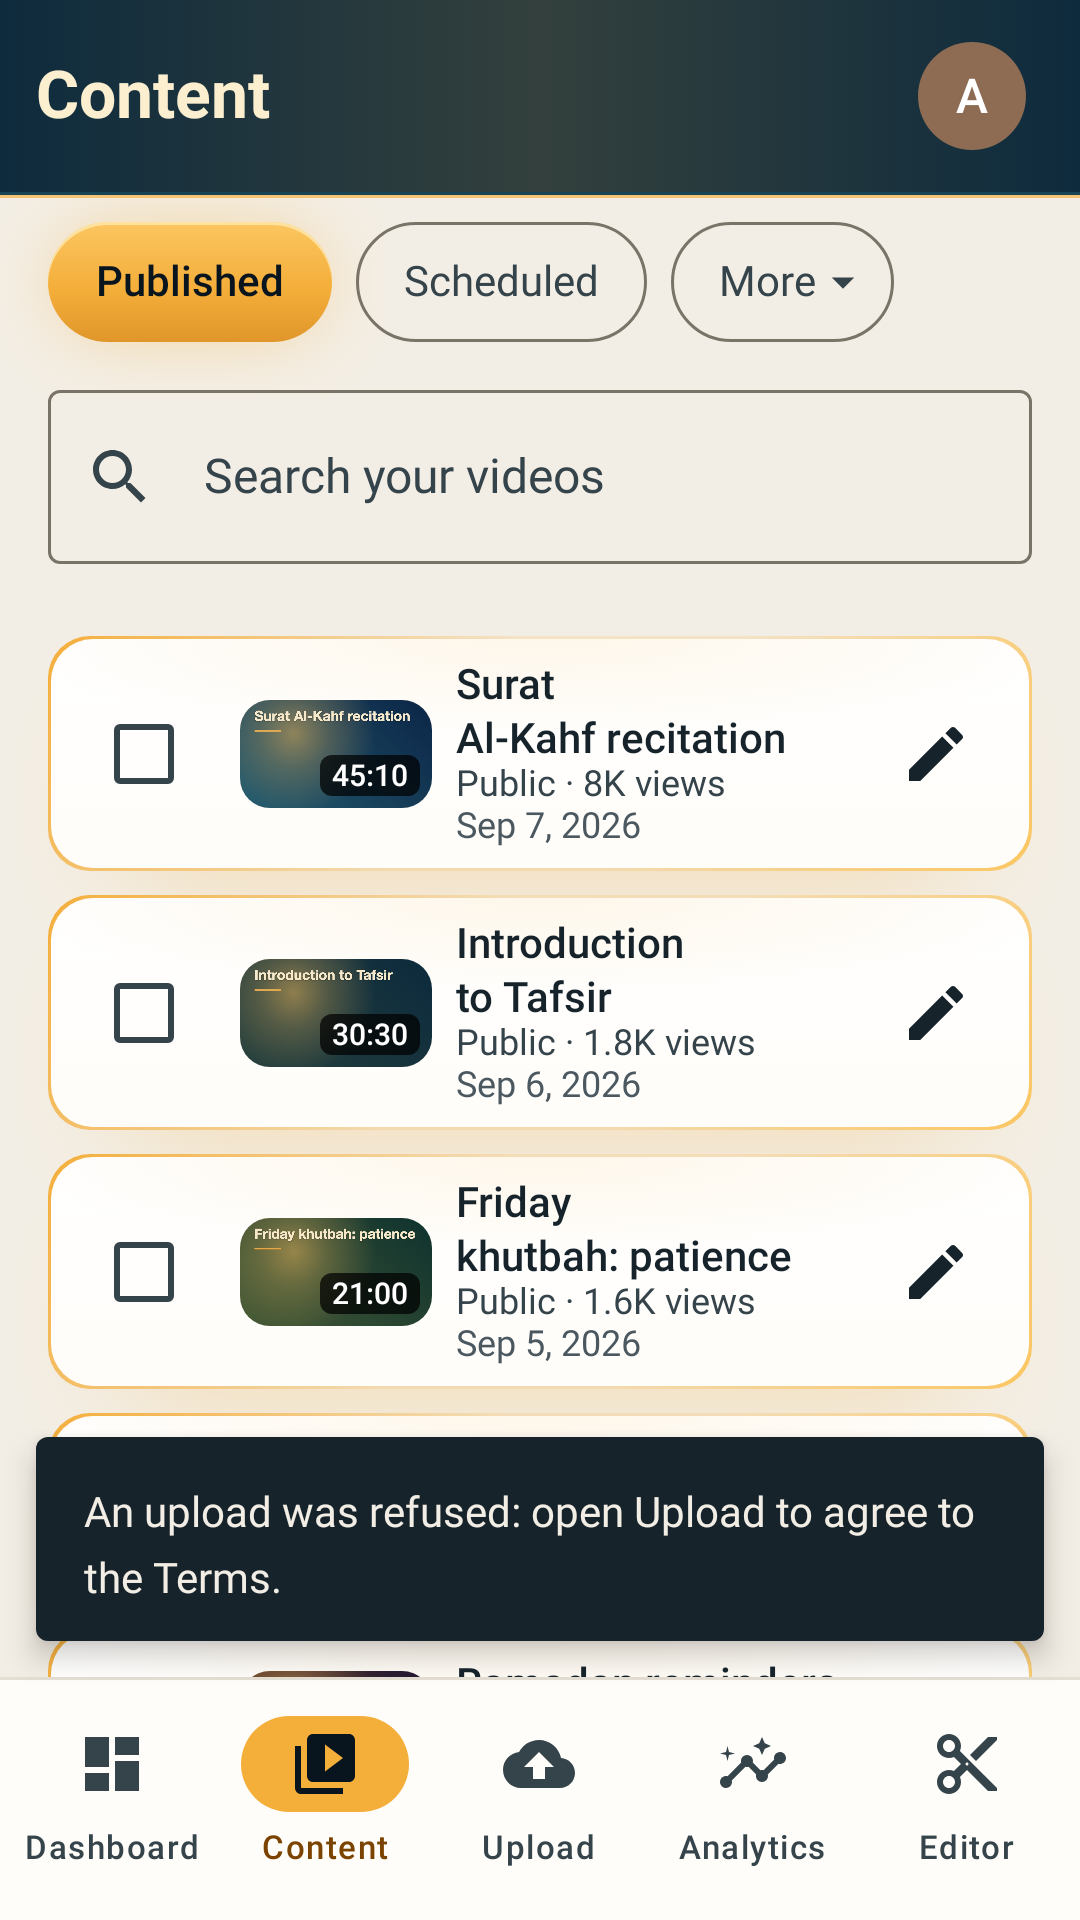 Content
A
Published
Scheduled
More
Search your videos
Surat Al-Kahf recitation
45:10
Surat
Al-Kahf recitation
Public · 8K views
Sep 7, 2026
Introduction to Tafsir
30:30
Introduction
to Tafsir
Public · 1.8K views
Sep 6, 2026
Friday khutbah: patience
21:00
Friday
khutbah: patience
Public · 1.6K views
Sep 5, 2026
An upload was refused: open Upload to agree to
the Terms.
Ramadan reminders
Dashboard
Content
Upload
Analytics
Editor